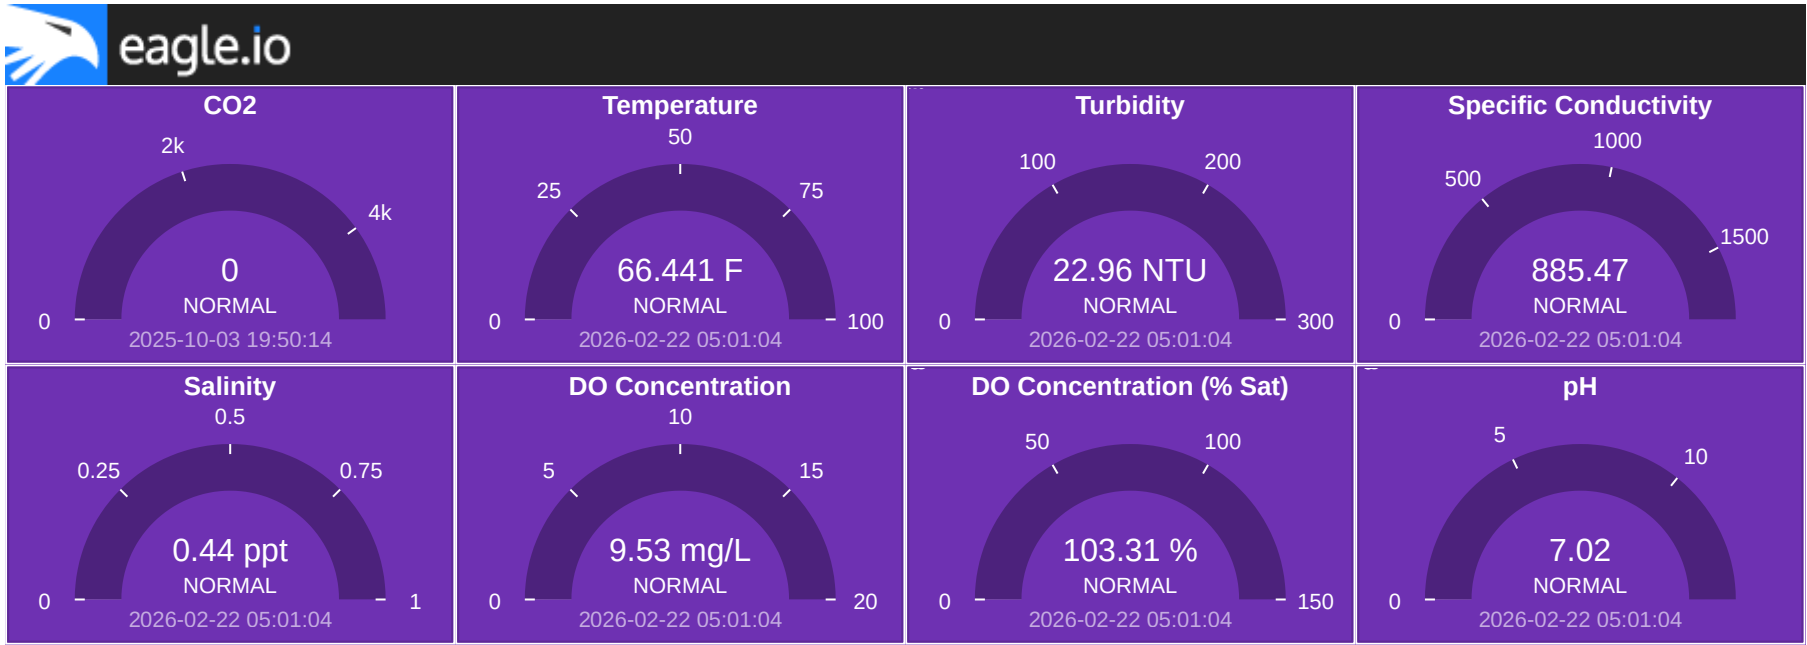 eagle.io
CO2
2k
4k
0
0
NORMAL
2025-10-03 19:50:14
Temperature
50
25
75
66.441 F
NORMAL
0
100
2026-02-22 05:01:04
Turbidity
100
200
22.96 NTU
NORMAL
0
300
2026-02-22 05:01:04
Specific Conductivity
1000
500
1500
885.47
NORMAL
0
2026-02-22 05:01:04
Salinity
0.5
0.25
0.75
0.44 ppt
NORMAL
0
1
2026-02-22 05:01:04
DO Concentration
10
5
15
9.53 mg/L
NORMAL
0
20
2026-02-22 05:01:04
DO Concentration (% Sat)
50
100
103.31 %
NORMAL
0
150
2026-02-22 05:01:04
pH
5
10
7.02
NORMAL
0
2026-02-22 05:01:04